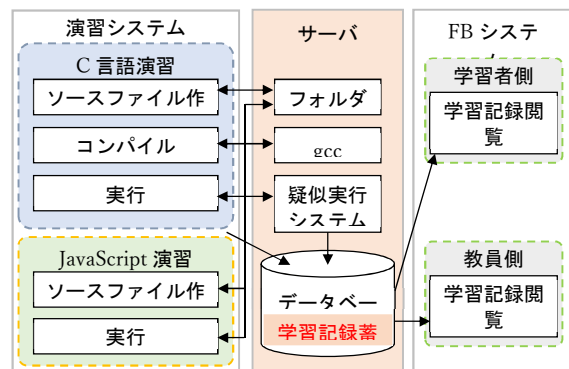 演習システム
C 言語演習
ソースファイル作
コンパイル
実行
JavaScript 演習
ソースファイル作
実行
サーバ
フォルダ
gcc
疑似実行
システム
データベー
学習記録蓄
FB システ
学習者側
学習記録閲
覧
教員側
学習記録閲
覧